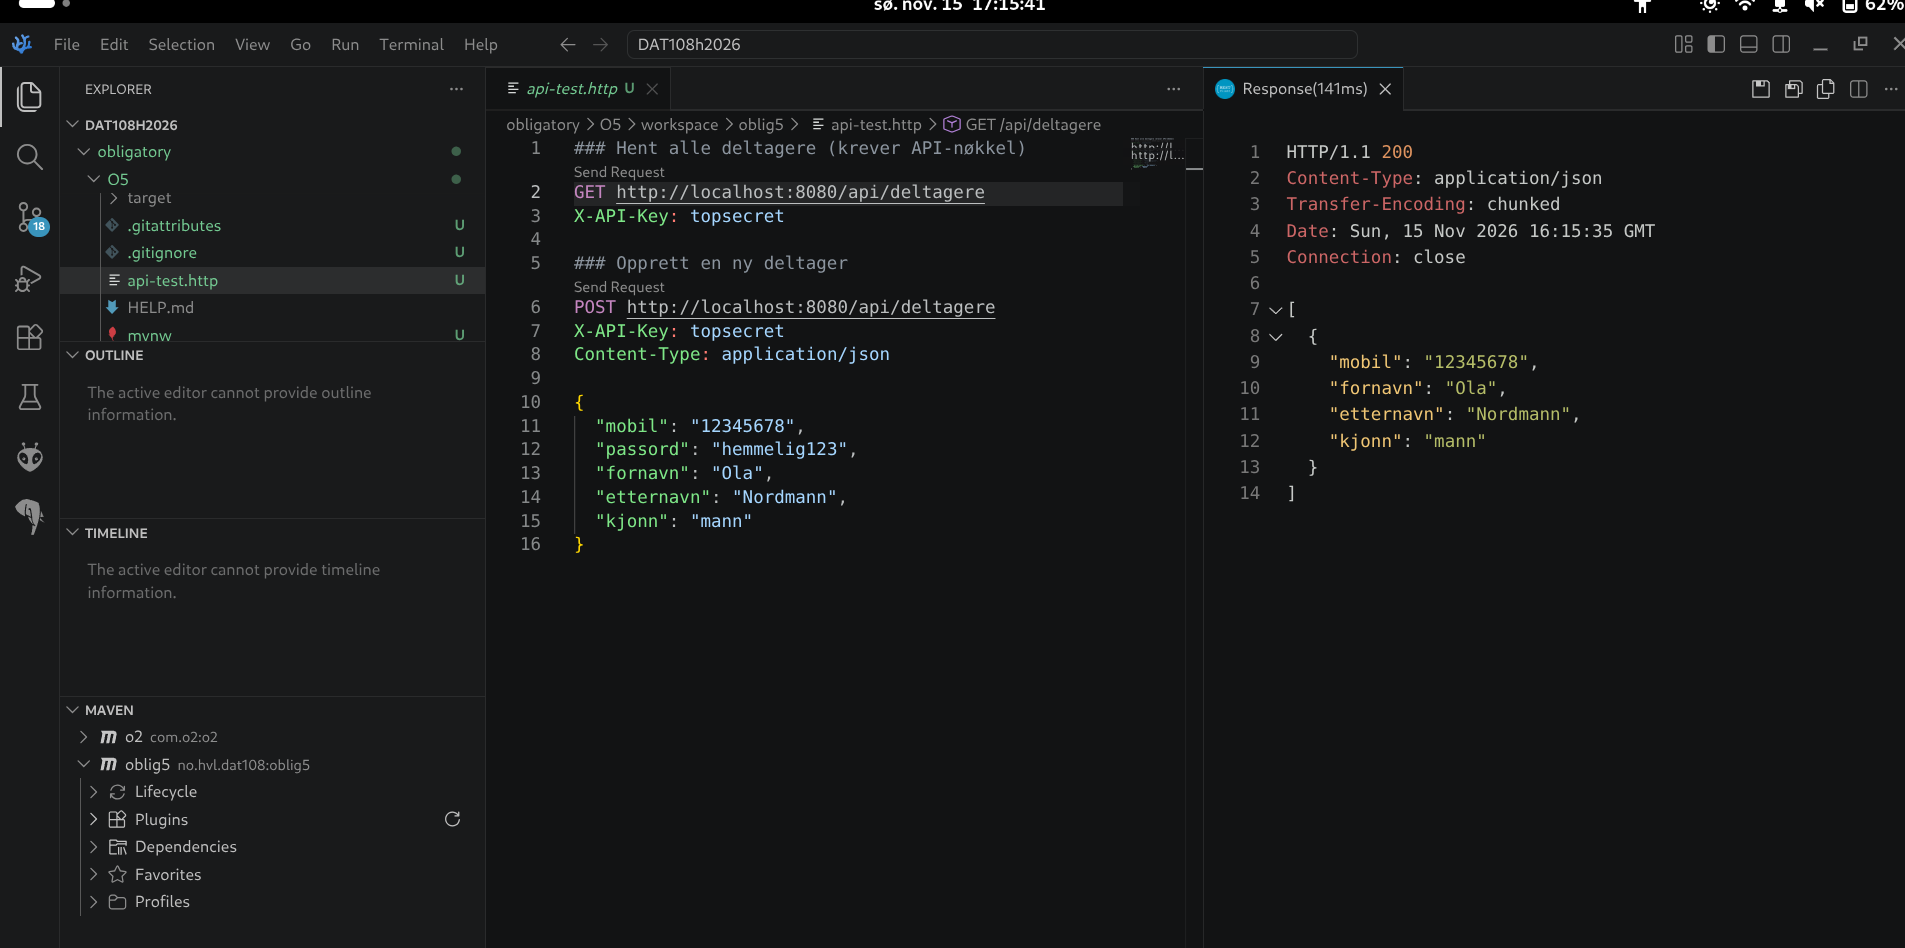 sø. nov. 15 17:15:41
62%
File Edit Selection View Go Run Terminal Help
DAT108h2026
EXPLORER
DAT108H2026
obligatory
O5
target
.gitattributes U
.gitignore U
api-test.http U
HELP.md
mvnw U
18
OUTLINE
The active editor cannot provide outline
information.
TIMELINE
The active editor cannot provide timeline
information.
MAVEN
o2 com.o2:o2
oblig5 no.hvl.dat108:oblig5
Lifecycle
Plugins
Dependencies
Favorites
Profiles
api-test.http U
obligatory > O5 > workspace > oblig5 > api-test.http > GET /api/deltagere
1 ### Hent alle deltagere (krever API-nøkkel)
Send Request
2 GET http://localhost:8080/api/deltagere
3 X-API-Key: topsecret
4
5 ### Opprett en ny deltager
Send Request
6 POST http://localhost:8080/api/deltagere
7 X-API-Key: topsecret
8 Content-Type: application/json
9
10 {
11 "mobil": "12345678",
12 "passord": "hemmelig123",
13 "fornavn": "Ola",
14 "etternavn": "Nordmann",
15 "kjonn": "mann"
16 }
Response(141ms)
1 HTTP/1.1 200
2 Content-Type: application/json
3 Transfer-Encoding: chunked
4 Date: Sun, 15 Nov 2026 16:15:35 GMT
5 Connection: close
6
7 [
8 {
9 "mobil": "12345678",
10 "fornavn": "Ola",
11 "etternavn": "Nordmann",
12 "kjonn": "mann"
13 }
14 ]